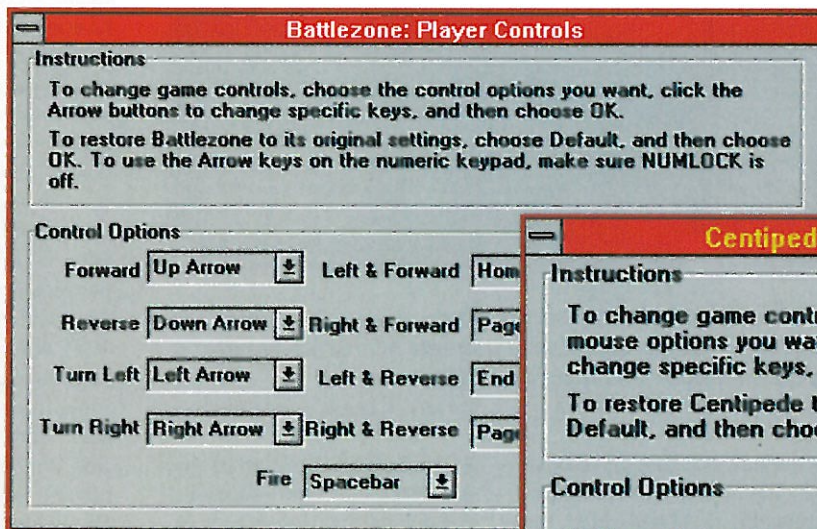 Battlezone: Player Controls
Instructions
To change game controls, choose the control options you want, click the
Arrow buttons to change specific keys, and then choose OK.
To restore Battlezone to its original settings, choose Default, and then choose
OK. To use the Arrow keys on the numeric keypad, make sure NUMLOCK is
off.
Control Options
Forward Up Arrow Left & Forward Hom
Reverse Down Arrow Right & Forward Page
Turn Left Left Arrow Left & Reverse End
Turn Right Right Arrow Right & Reverse Page
Fire Spacebar
Centiped
Instructions
To change game contr
mouse options you wa
change specific keys,
To restore Centipede t
Default, and then choo
Control Options